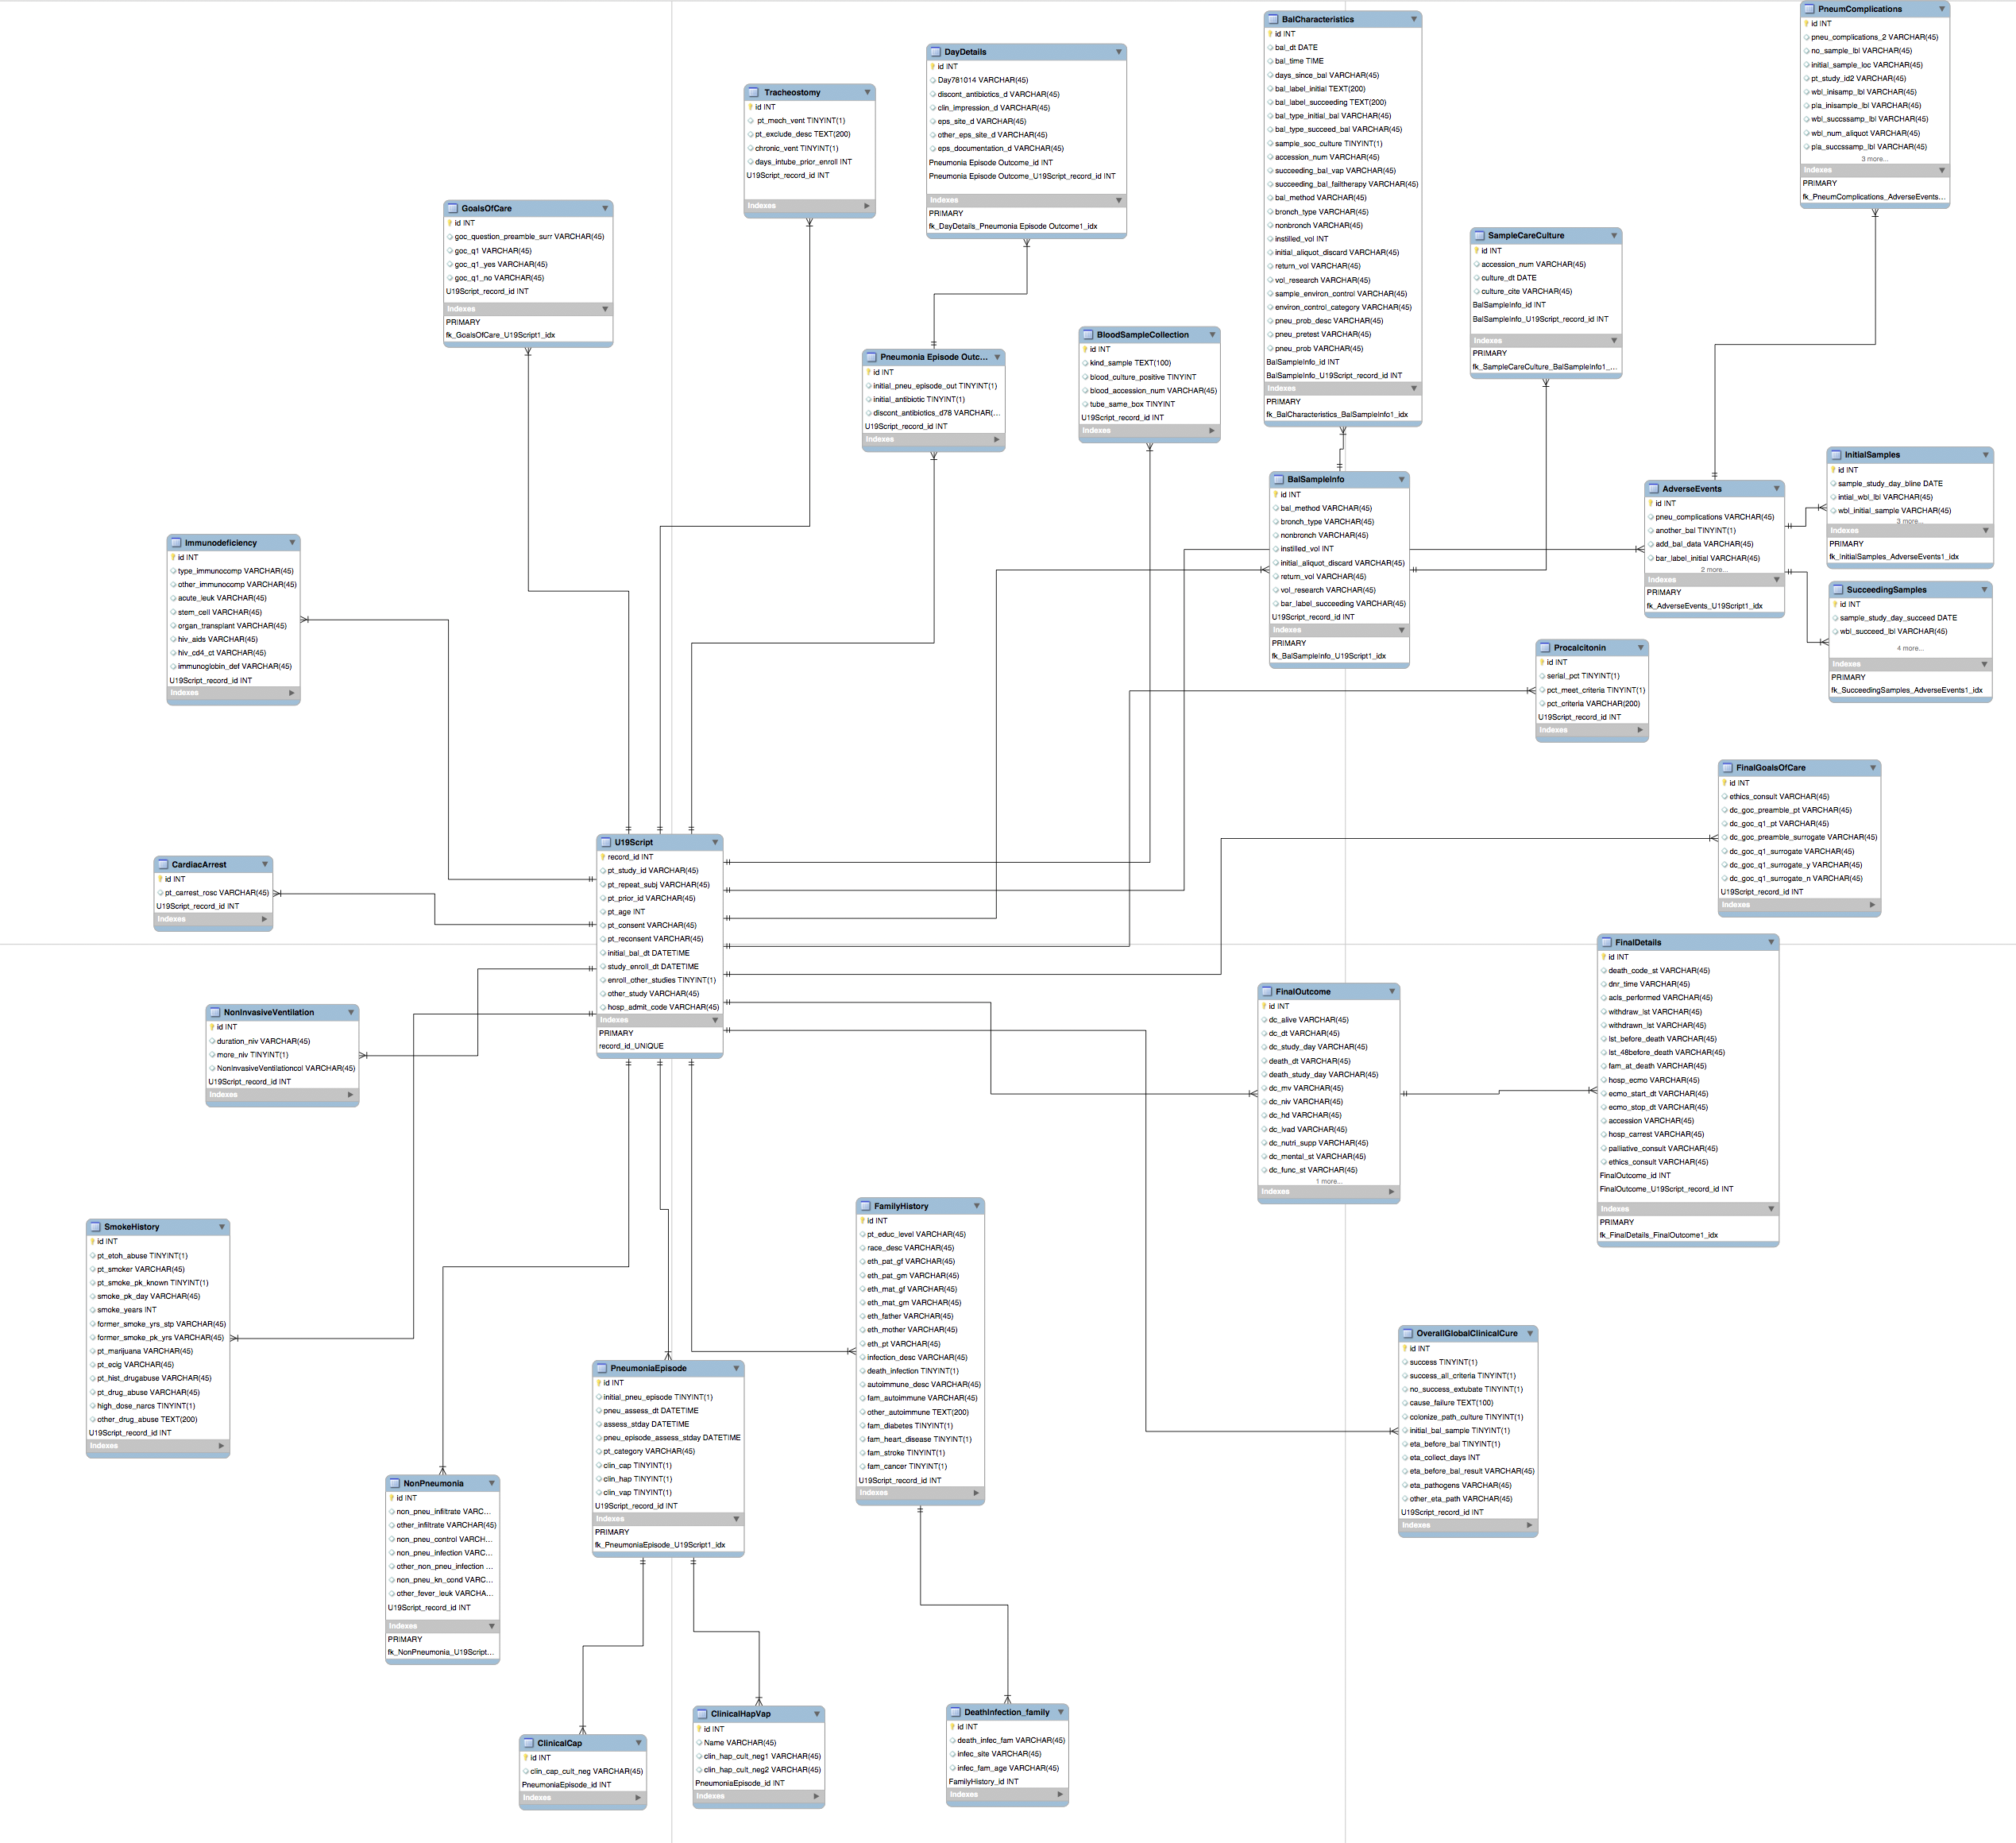 BalCharacteristics
id INT
bal_dt DATE
bal_time TIME
days_since_bal VARCHAR(45)
bal_label_initial TEXT(200)
bal_label_succeeding TEXT(200)
bal_type_initial_bal VARCHAR(45)
bal_type_succeed_bal VARCHAR(45)
sample_soc_culture TINYINT(1)
accession_num VARCHAR(45)
succeeding_bal_vap VARCHAR(45)
succeeding_bal_failtherapy VARCHAR(45)
bal_method VARCHAR(45)
bronch_type VARCHAR(45)
nonbronch VARCHAR(45)
instilled_vol INT
initial_aliquot_discard VARCHAR(45)
return_vol VARCHAR(45)
vol_research VARCHAR(45)
sample_environ_control VARCHAR(45)
environ_control_category VARCHAR(45)
pneu_prob_desc VARCHAR(45)
pneu_pretest VARCHAR(45)
pneu_prob VARCHAR(45)
BalSampleInfo_id INT
BalSampleInfo_U19Script_record_id INT
Indexes
PRIMARY
fk_BalCharacteristics_BalSampleInfo1_idx
PneumComplications
id INT
pneu_complications_2 VARCHAR(45)
no_sample_lbl VARCHAR(45)
initial_sample_loc VARCHAR(45)
pt_study_id2 VARCHAR(45)
wbl_inisamp_lbl VARCHAR(45)
pla_inisample_lbl VARCHAR(45)
wbl_succssamp_lbl VARCHAR(45)
wbl_num_aliquot VARCHAR(45)
pla_succssamp_lbl VARCHAR(45)
3 more...
Indexes
PRIMARY
fk_PneumComplications_AdverseEvents...
DayDetails
id INT
Day781014 VARCHAR(45)
discont_antibiotics_d VARCHAR(45)
clin_impression_d VARCHAR(45)
eps_site_d VARCHAR(45)
other_eps_site_d VARCHAR(45)
eps_documentation_d VARCHAR(45)
Pneumonia Episode Outcome_id INT
Pneumonia Episode Outcome_U19Script_record_id INT
Indexes
PRIMARY
fk_DayDetails_Pneumonia Episode Outcome1_idx
Tracheostomy
id INT
pt_mech_vent TINYINT(1)
pt_exclude_desc TEXT(200)
chronic_vent TINYINT(1)
days_intube_prior_enroll INT
U19Script_record_id INT
Indexes
GoalsOfCare
id INT
goc_question_preamble_surr VARCHAR(45)
goc_q1 VARCHAR(45)
goc_q1_yes VARCHAR(45)
goc_q1_no VARCHAR(45)
U19Script_record_id INT
Indexes
PRIMARY
fk_GoalsOfCare_U19Script1_idx
SampleCareCulture
id INT
accession_num VARCHAR(45)
culture_dt DATE
culture_cite VARCHAR(45)
BalSampleInfo_id INT
BalSampleInfo_U19Script_record_id INT
Indexes
PRIMARY
fk_SampleCareCulture_BalSampleInfo1_...
BloodSampleCollection
id INT
kind_sample TEXT(100)
blood_culture_positive TINYINT
blood_accession_num VARCHAR(45)
tube_same_box TINYINT
U19Script_record_id INT
Indexes
Pneumonia Episode Outc...
id INT
initial_pneu_episode_out TINYINT(1)
initial_antibiotic TINYINT(1)
discont_antibiotics_d78 VARCHAR(...
U19Script_record_id INT
Indexes
InitialSamples
id INT
sample_study_day_bline DATE
intial_wbl_lbl VARCHAR(45)
wbl_initial_sample VARCHAR(45)
3 more...
Indexes
PRIMARY
fk_InitialSamples_AdverseEvents1_idx
BalSampleInfo
id INT
bal_method VARCHAR(45)
bronch_type VARCHAR(45)
nonbronch VARCHAR(45)
instilled_vol INT
initial_aliquot_discard VARCHAR(45)
return_vol VARCHAR(45)
vol_research VARCHAR(45)
bar_label_succeeding VARCHAR(45)
U19Script_record_id INT
Indexes
PRIMARY
fk_BalSampleInfo_U19Script1_idx
AdverseEvents
id INT
pneu_complications VARCHAR(45)
another_bal TINYINT(1)
add_bal_data VARCHAR(45)
bar_label_initial VARCHAR(45)
2 more...
Indexes
PRIMARY
fk_AdverseEvents_U19Script1_idx
Immunodeficiency
id INT
type_immunocomp VARCHAR(45)
other_immunocomp VARCHAR(45)
acute_leuk VARCHAR(45)
stem_cell VARCHAR(45)
organ_transplant VARCHAR(45)
hiv_aids VARCHAR(45)
hiv_cd4_ct VARCHAR(45)
immunoglobin_def VARCHAR(45)
U19Script_record_id INT
Indexes
SucceedingSamples
id INT
sample_study_day_succeed DATE
wbl_succeed_lbl VARCHAR(45)
4 more...
Indexes
PRIMARY
fk_SucceedingSamples_AdverseEvents1_idx
Procalcitonin
id INT
serial_pct TINYINT(1)
pct_meet_criteria TINYINT(1)
pct_criteria VARCHAR(200)
U19Script_record_id INT
Indexes
FinalGoalsOfCare
id INT
ethics_consult VARCHAR(45)
dc_goc_preamble_pt VARCHAR(45)
dc_goc_q1_pt VARCHAR(45)
dc_goc_preamble_surrogate VARCHAR(45)
dc_goc_q1_surrogate VARCHAR(45)
dc_goc_q1_surrogate_y VARCHAR(45)
dc_goc_q1_surrogate_n VARCHAR(45)
U19Script_record_id INT
Indexes
U19Script
record_id INT
pt_study_id VARCHAR(45)
pt_repeat_subj VARCHAR(45)
pt_prior_id VARCHAR(45)
pt_age INT
pt_consent VARCHAR(45)
pt_reconsent VARCHAR(45)
initial_bal_dt DATETIME
study_enroll_dt DATETIME
enroll_other_studies TINYINT(1)
other_study VARCHAR(45)
hosp_admit_code VARCHAR(45)
Indexes
PRIMARY
record_id_UNIQUE
CardiacArrest
id INT
pt_carrest_rosc VARCHAR(45)
U19Script_record_id INT
Indexes
FinalDetails
id INT
death_code_st VARCHAR(45)
dnr_time VARCHAR(45)
acls_performed VARCHAR(45)
withdraw_lst VARCHAR(45)
withdrawn_lst VARCHAR(45)
lst_before_death VARCHAR(45)
lst_48before_death VARCHAR(45)
fam_at_death VARCHAR(45)
hosp_ecmo VARCHAR(45)
ecmo_start_dt VARCHAR(45)
ecmo_stop_dt VARCHAR(45)
accession VARCHAR(45)
hosp_carrest VARCHAR(45)
palliative_consult VARCHAR(45)
ethics_consult VARCHAR(45)
FinalOutcome_id INT
FinalOutcome_U19Script_record_id INT
Indexes
PRIMARY
fk_FinalDetails_FinalOutcome1_idx
FinalOutcome
id INT
dc_alive VARCHAR(45)
dc_dt VARCHAR(45)
dc_study_day VARCHAR(45)
death_dt VARCHAR(45)
death_study_day VARCHAR(45)
dc_mv VARCHAR(45)
dc_niv VARCHAR(45)
dc_hd VARCHAR(45)
dc_lvad VARCHAR(45)
dc_nutri_supp VARCHAR(45)
dc_mental_st VARCHAR(45)
dc_func_st VARCHAR(45)
1 more...
Indexes
NonInvasiveVentilation
id INT
duration_niv VARCHAR(45)
more_niv TINYINT(1)
NonInvasiveVentilationcol VARCHAR(45)
U19Script_record_id INT
Indexes
SmokeHistory
id INT
pt_etoh_abuse TINYINT(1)
pt_smoker VARCHAR(45)
pt_smoke_pk_known TINYINT(1)
smoke_pk_day VARCHAR(45)
smoke_years INT
former_smoke_yrs_stp VARCHAR(45)
former_smoke_pk_yrs VARCHAR(45)
pt_marijuana VARCHAR(45)
pt_ecig VARCHAR(45)
pt_hist_drugabuse VARCHAR(45)
pt_drug_abuse VARCHAR(45)
high_dose_narcs TINYINT(1)
other_drug_abuse TEXT(200)
U19Script_record_id INT
Indexes
FamilyHistory
id INT
pt_educ_level VARCHAR(45)
race_desc VARCHAR(45)
eth_pat_gf VARCHAR(45)
eth_pat_gm VARCHAR(45)
eth_mat_gf VARCHAR(45)
eth_mat_gm VARCHAR(45)
eth_father VARCHAR(45)
eth_mother VARCHAR(45)
eth_pt VARCHAR(45)
infection_desc VARCHAR(45)
death_infection TINYINT(1)
autoimmune_desc VARCHAR(45)
fam_autoimmune VARCHAR(45)
other_autoimmune TEXT(200)
fam_diabetes TINYINT(1)
fam_heart_disease TINYINT(1)
fam_stroke TINYINT(1)
fam_cancer TINYINT(1)
U19Script_record_id INT
Indexes
OverallGlobalClinicalCure
id INT
success TINYINT(1)
success_all_criteria TINYINT(1)
no_success_extubate TINYINT(1)
cause_failure TEXT(100)
colonize_path_culture TINYINT(1)
initial_bal_sample TINYINT(1)
eta_before_bal TINYINT(1)
eta_collect_days INT
eta_before_bal_result VARCHAR(45)
eta_pathogens VARCHAR(45)
other_eta_path VARCHAR(45)
U19Script_record_id INT
Indexes
PneumoniaEpisode
id INT
initial_pneu_episode TINYINT(1)
pneu_assess_dt DATETIME
assess_stday DATETIME
pneu_episode_assess_stday DATETIME
pt_category VARCHAR(45)
clin_cap TINYINT(1)
clin_hap TINYINT(1)
clin_vap TINYINT(1)
U19Script_record_id INT
Indexes
PRIMARY
fk_PneumoniaEpisode_U19Script1_idx
NonPneumonia
id INT
non_pneu_infiltrate VARC...
other_infiltrate VARCHAR(45)
non_pneu_control VARCH...
non_pneu_infection VARC...
other_non_pneu_infection ...
non_pneu_kn_cond VARC...
other_fever_leuk VARCHA...
U19Script_record_id INT
Indexes
PRIMARY
fk_NonPneumonia_U19Script...
ClinicalHapVap
id INT
Name VARCHAR(45)
clin_hap_cult_neg1 VARCHAR(45)
clin_hap_cult_neg2 VARCHAR(45)
PneumoniaEpisode_id INT
Indexes
DeathInfection_family
id INT
death_infec_fam VARCHAR(45)
infec_site VARCHAR(45)
infec_fam_age VARCHAR(45)
FamilyHistory_id INT
Indexes
ClinicalCap
id INT
clin_cap_cult_neg VARCHAR(45)
PneumoniaEpisode_id INT
Indexes